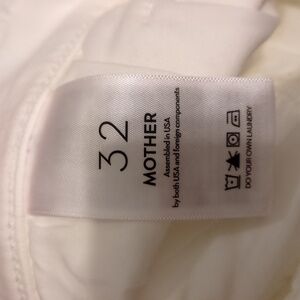 32
MOTHER
Assembled in USA
by both USA and foreign components
DO YOUR OWN LAUNDRY